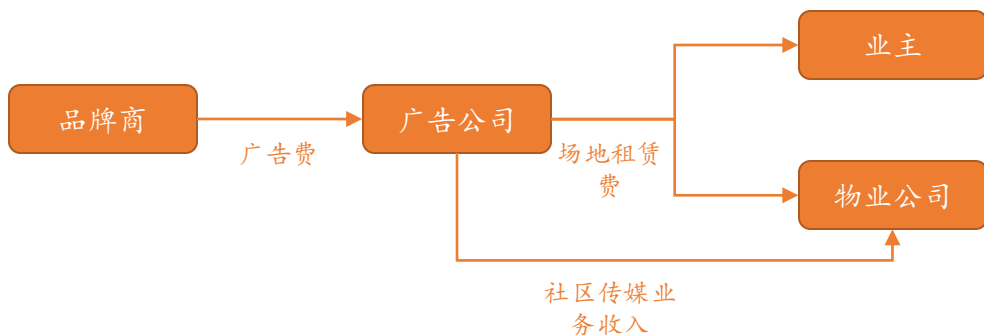 业主
品牌商
广告公司
广告费
场地租赁
费
物业公司
社区传媒业
务收入